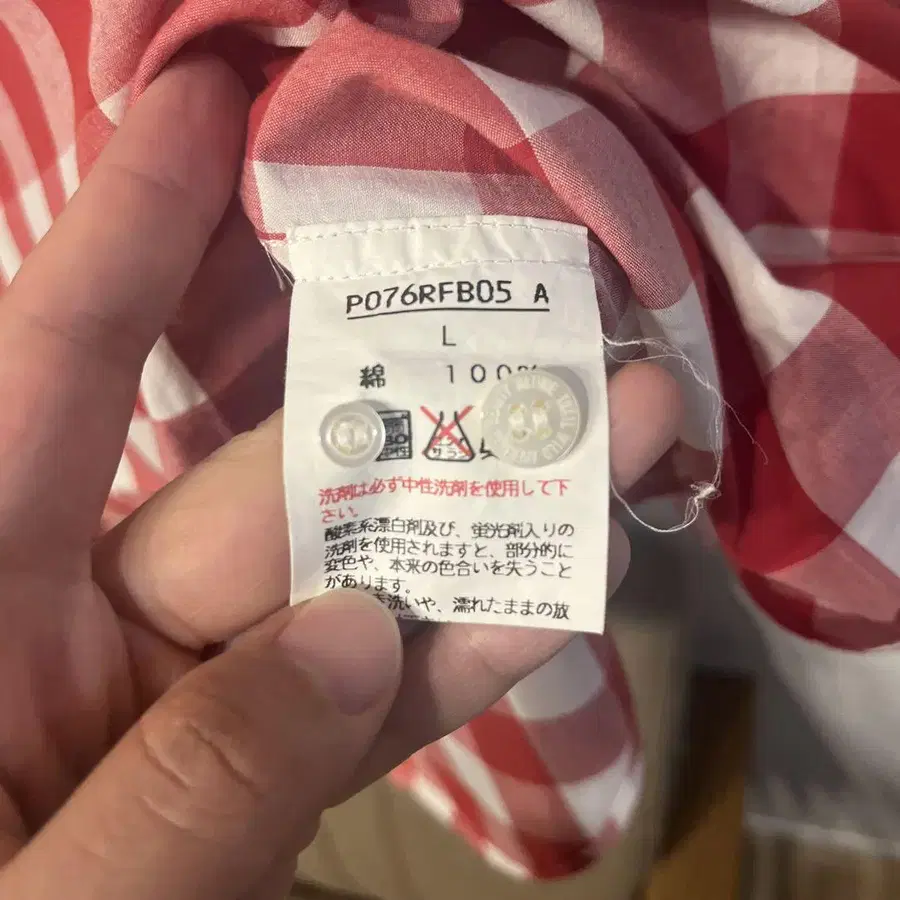 P076RFB05 A
L
綿 100%
洗剤は必ず中性洗剤を使用して下
さい。
酸素系漂白剤及び、蛍光剤入りの
洗剤を使用されますと、部分的に
変色や、本来の色合いを失うこと
があります。
洗いや、濡れたままの放